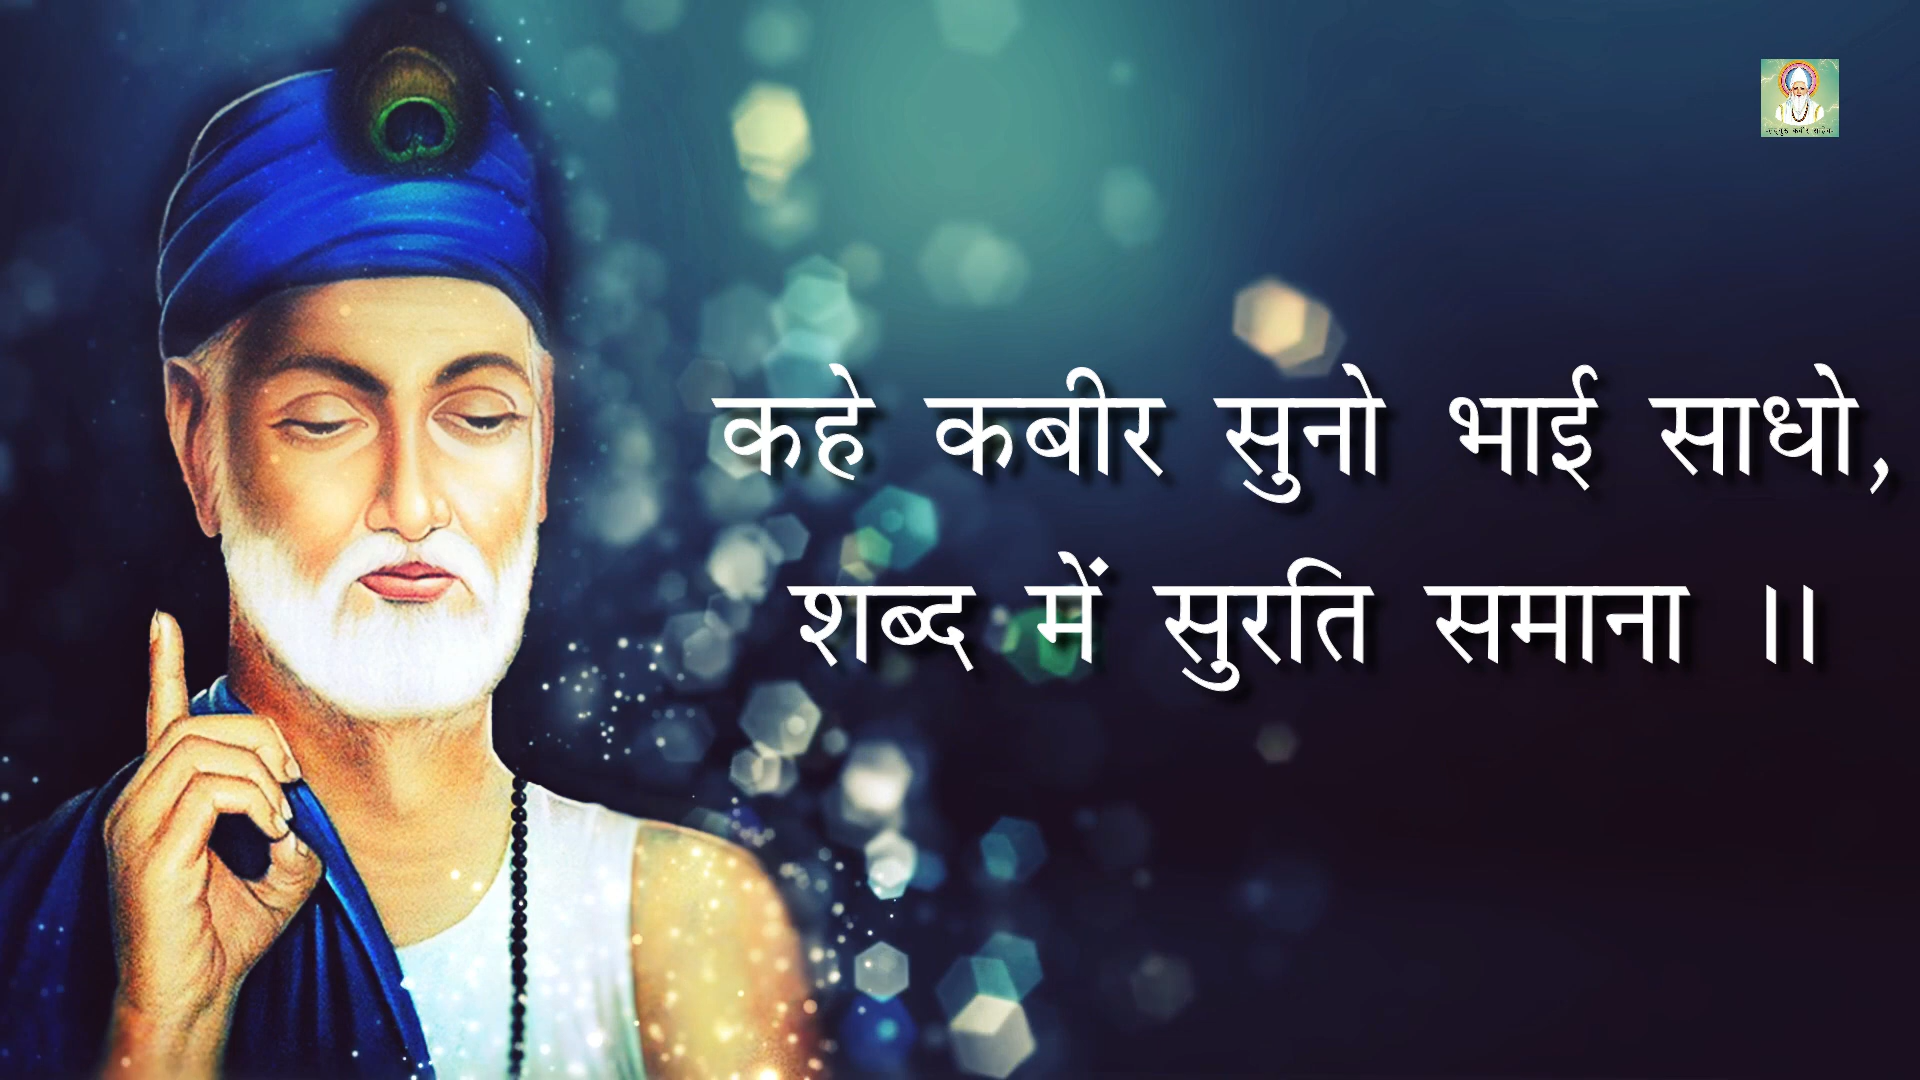 कहे कबीर सुनो भाई साधो,
शब्द में सुरति समाना ।।